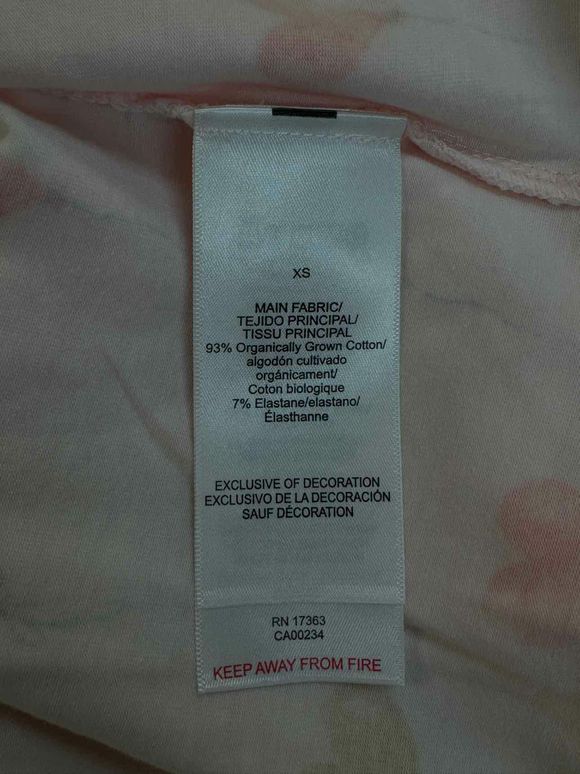 XS
MAIN FABRIC/
TEJIDO PRINCIPAL/
TISSU PRINCIPAL
93% Organically Grown Cotton/
algodón cultivado
orgánicament/
Coton biologique
7% Elastane/elastano/
Élasthanne
EXCLUSIVE OF DECORATION
EXCLUSIVO DE LA DECORACIÓN
SAUF DÉCORATION
RN 17363
CA00234
KEEP AWAY FROM FIRE